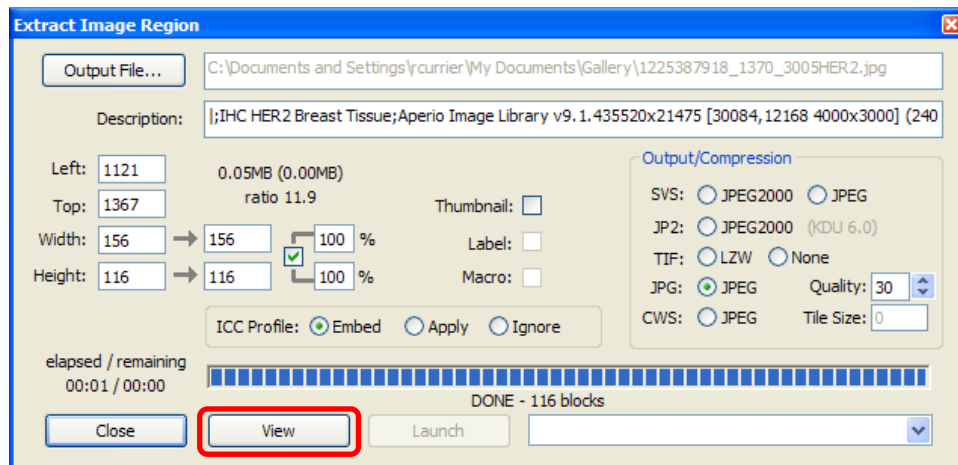 Extract Image Region
Output File...
C:\Documents and Settings\rcurrier\My Documents\Gallery\1225387918_1370_3005HER2.jpg
Description:
|;IHC HER2 Breast Tissue;Aperio Image Library v9.1.435520x21475 [30084,12168 4000x3000] (240
Left: 1121
0.05MB (0.00MB)
ratio 11.9
Top: 1367
Thumbnail:
Width: 156 156 100 %
Label:
Height: 116 116 100 %
Macro:
Output/Compression
SVS: JPEG2000 JPEG
JP2: JPEG2000 (KDU 6.0)
TIF: LZW None
JPG: JPEG Quality: 30
CWS: JPEG Tile Size: 0
ICC Profile: Embed Apply Ignore
elapsed / remaining
00:01 / 00:00
DONE - 116 blocks
Close View Launch